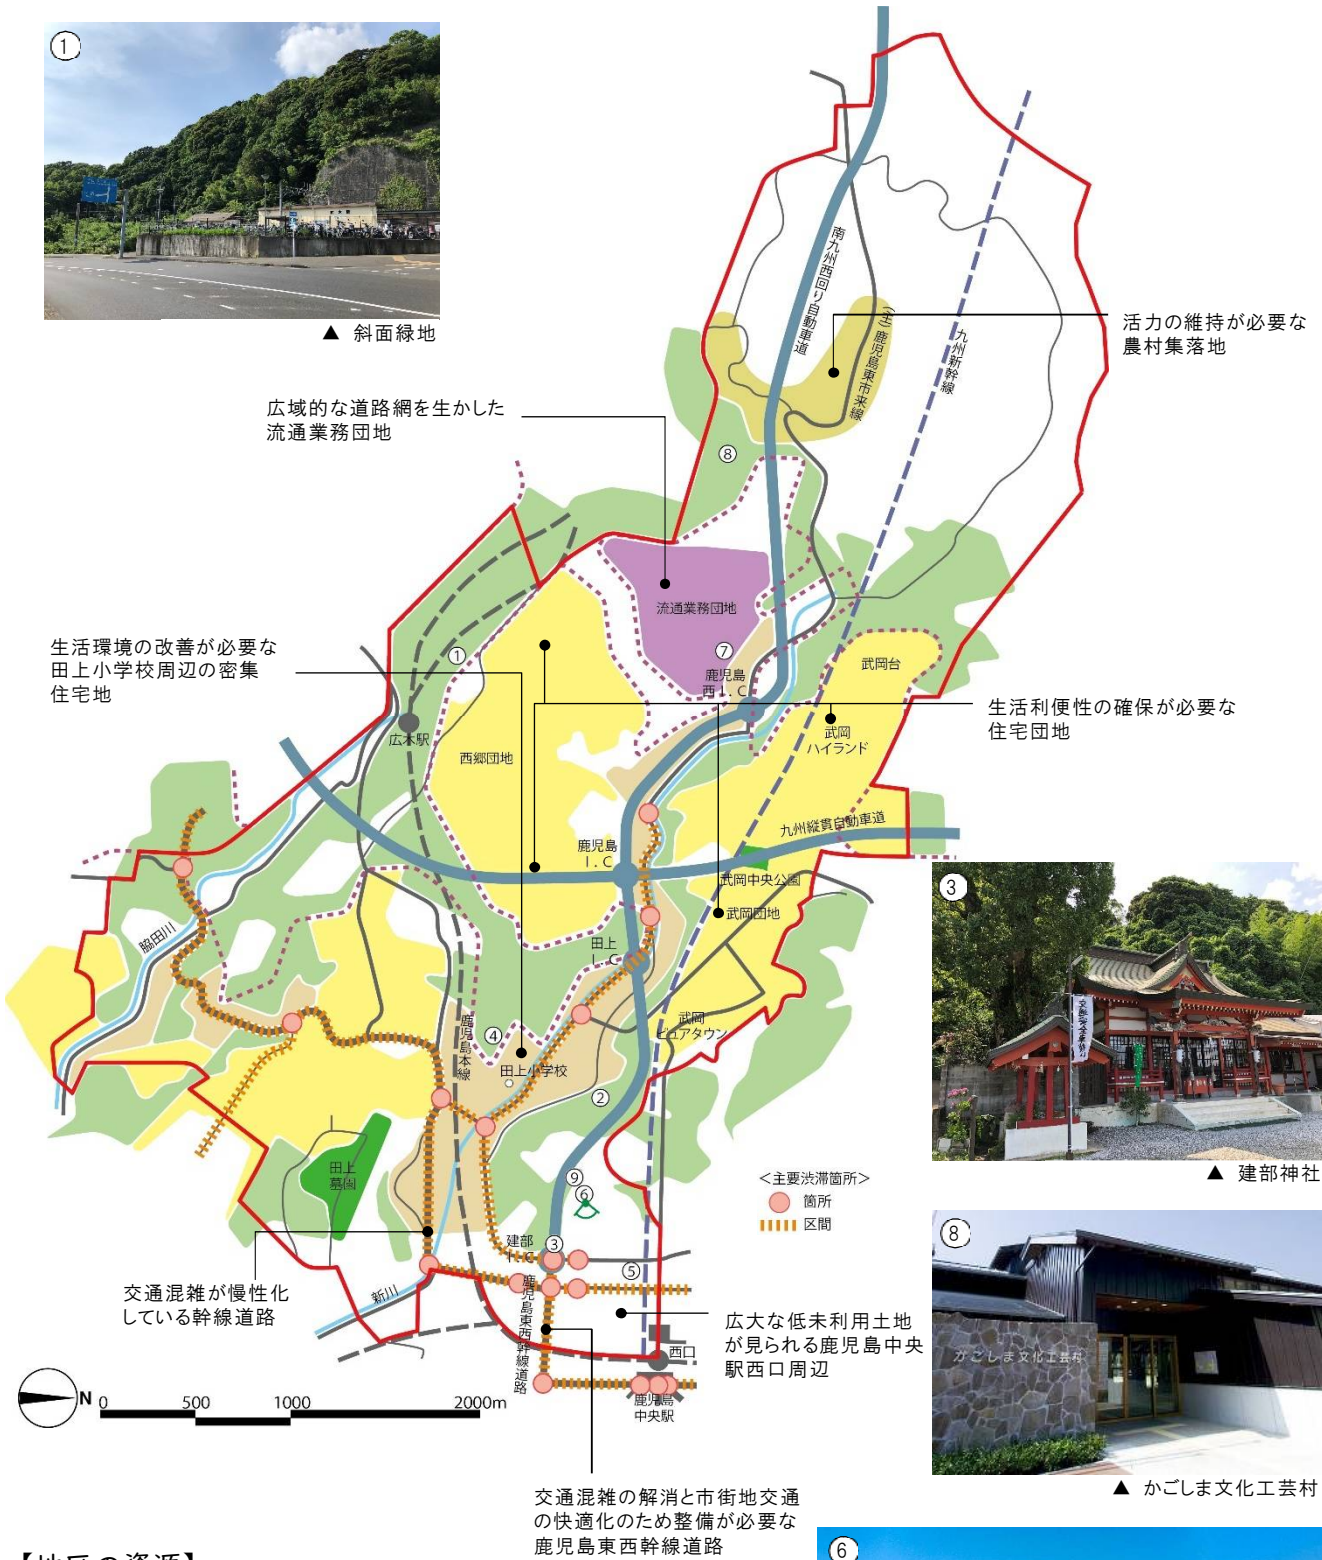 ①
▲ 斜面緑地
南九州西回り自動車道
(主)鹿児島東市来線
九州新幹線
活力の維持が必要な
農村集落地
広域的な道路網を生かした
流通業務団地
⑧
流通業務団地
生活環境の改善が必要な
田上小学校周辺の密集
住宅地
①
⑦
鹿児島
西I.C
武岡台
武岡
ハイランド
生活利便性の確保が必要な
住宅団地
広木駅
西郷団地
九州縦貫自動車道
鹿児島
I.C
武岡中央公園
武岡団地
田上
I.C
脇田川
武岡
ピュアタウン
鹿児島本線
④
田上小学校
②
③
▲ 建部神社
田上
墓園
⑨
⑥
<主要渋滞箇所>
箇所
区間
建部
I.C
③
⑤
交通混雑が慢性化
している幹線道路
新川
鹿児島東西幹線道路
広大な低未利用土地
が見られる鹿児島中央
駅西口周辺
西口
鹿児島
中央駅
N
0 500 1000 2000m
⑧
かごしま文化工芸村
▲ かごしま文化工芸村
交通混雑の解消と市街地交通
の快適化のため整備が必要な
鹿児島東西幹線道路
⑥
【地区の資源】